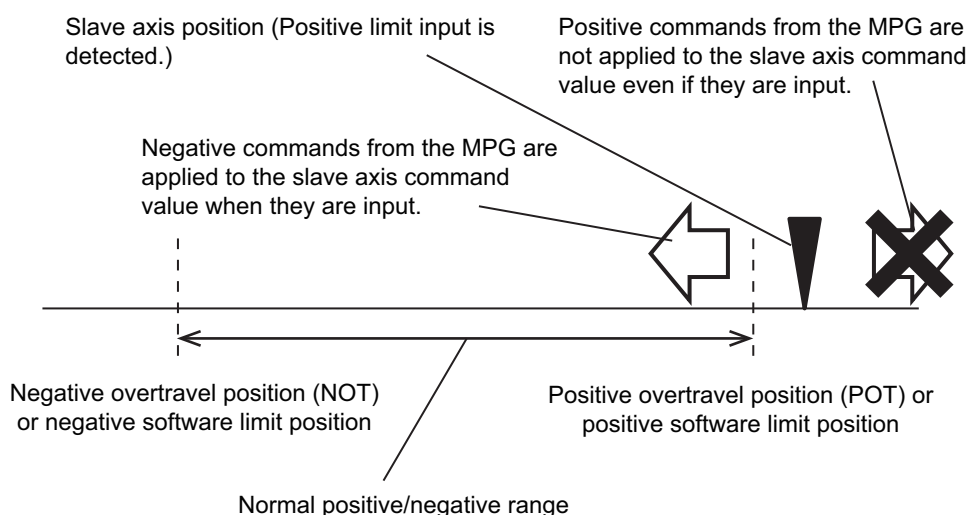 Slave axis position (Positive limit input is
detected.)
Positive commands from the MPG are
not applied to the slave axis command
value even if they are input.
Negative commands from the MPG are
applied to the slave axis command
value when they are input.
Negative overtravel position (NOT)
or negative software limit position
Positive overtravel position (POT) or
positive software limit position
Normal positive/negative range